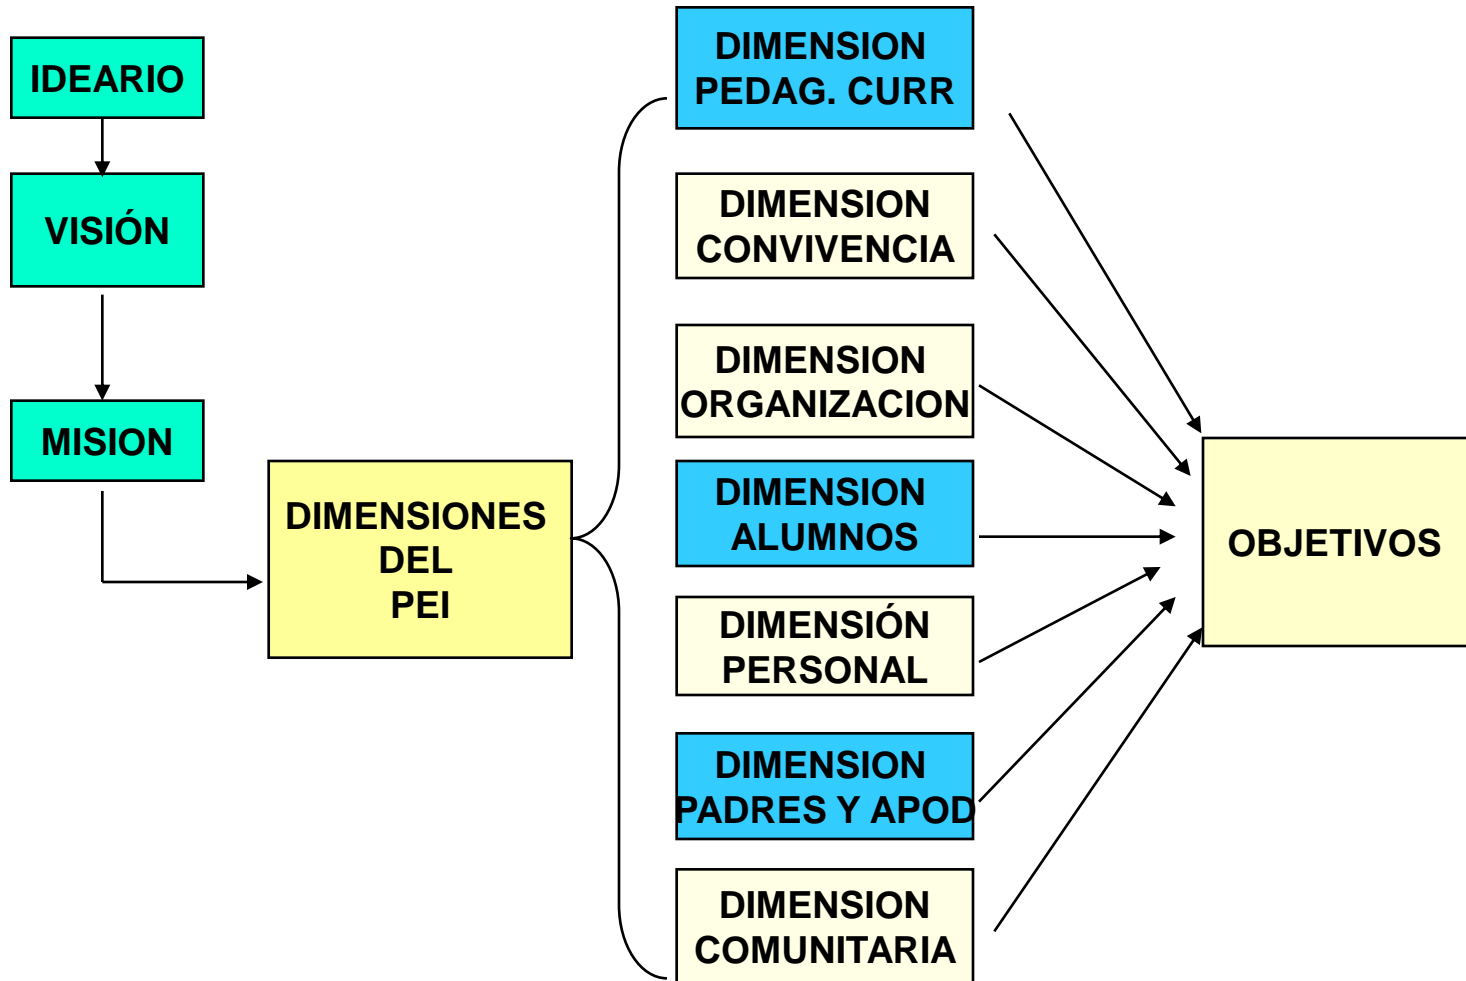 IDEARIO
VISIÓN
MISION
DIMENSIONES
DEL
PEI
DIMENSION
PEDAG. CURR
DIMENSION
CONVIVENCIA
DIMENSION
ORGANIZACION
DIMENSION
ALUMNOS
DIMENSIÓN
PERSONAL
DIMENSION
PADRES Y APOD
DIMENSION
COMUNITARIA
OBJETIVOS